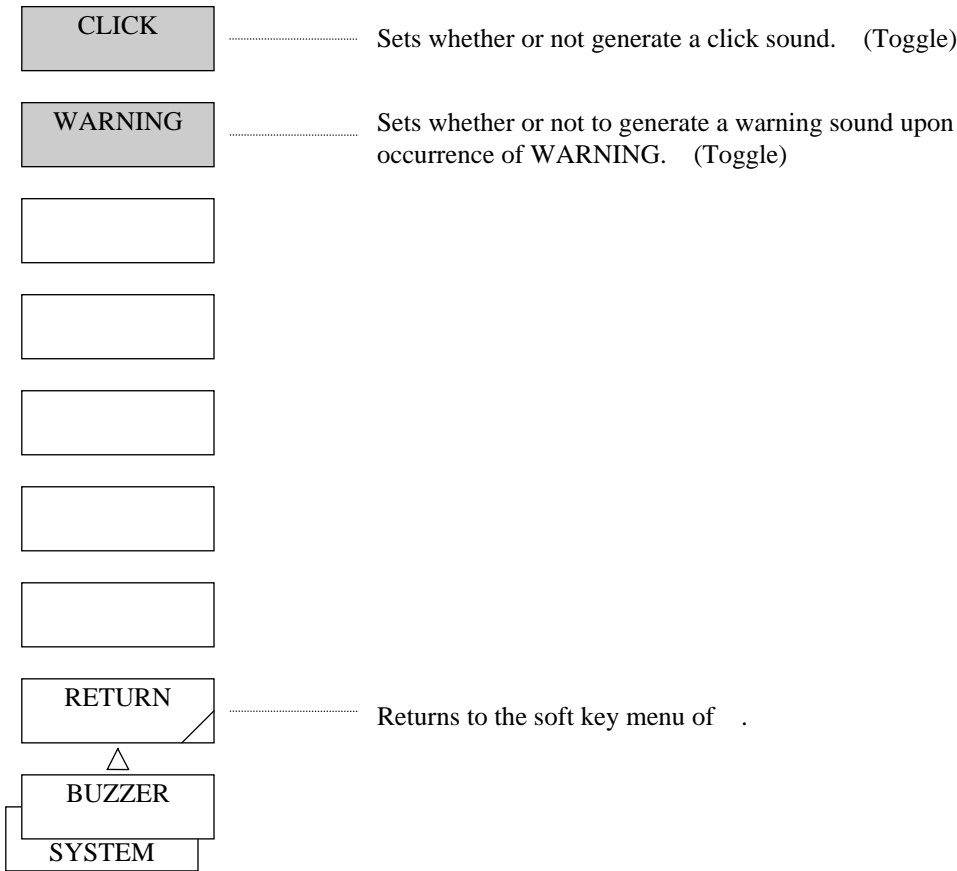 CLICK
Sets whether or not generate a click sound. (Toggle)
WARNING
Sets whether or not to generate a warning sound upon
occurrence of WARNING. (Toggle)
RETURN
Returns to the soft key menu of .
BUZZER
SYSTEM